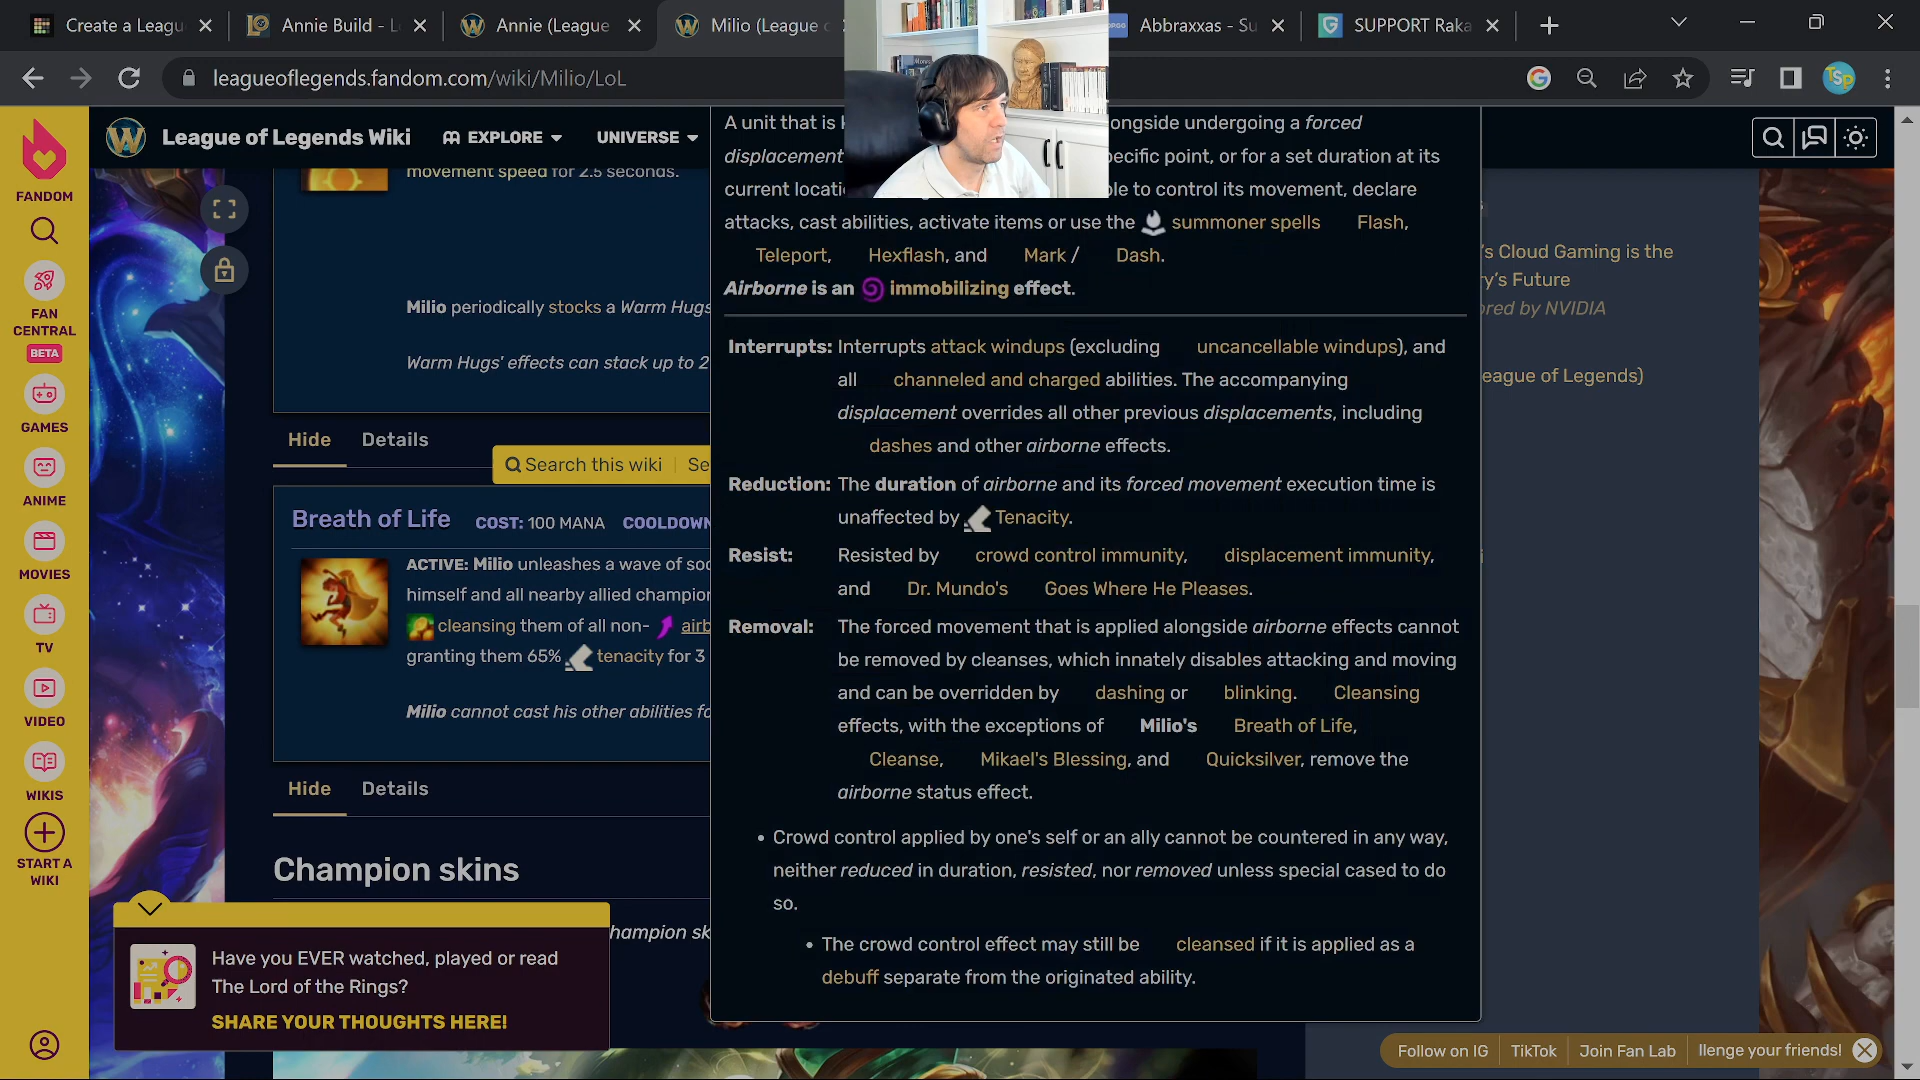 Create a Leagu
Annie Build - L
Annie (League
Milio (League
Abbraxxas - Su
SUPPORT Raka
leagueoflegends.fandom.com/wiki/Milio/LoL
League of Legends Wiki
EXPLORE
UNIVERSE
FANDOM
FAN
CENTRAL
BETA
GAMES
ANIME
MOVIES
TV
VIDEO
WIKIS
START A
WIKI
movement speed for 2.5 seconds.
Milio periodically stocks a Warm Hugs
Warm Hugs' effects can stack up to 2
Hide Details
Search this wiki Se
Breath of Life COST: 100 MANA COOLDOWN
ACTIVE: Milio unleashes a wave of soo
himself and all nearby allied champior
cleansing them of all non- airb
granting them 65% tenacity for 3
Milio cannot cast his other abilities fo
Hide Details
Champion skins
hampion sk
Have you EVER watched, played or read
The Lord of the Rings?
SHARE YOUR THOUGHTS HERE!
A unit that is ongside undergoing a forced
displacement pecific point, or for a set duration at its
current locati le to control its movement, declare
attacks, cast abilities, activate items or use the summoner spells Flash,
Teleport, Hexflash, and Mark / Dash.
Airborne is an immobilizing effect.
Interrupts: Interrupts attack windups (excluding uncancellable windups), and
all channeled and charged abilities. The accompanying
displacement overrides all other previous displacements, including
dashes and other airborne effects.
Reduction: The duration of airborne and its forced movement execution time is
unaffected by Tenacity.
Resist: Resisted by crowd control immunity, displacement immunity,
and Dr. Mundo's Goes Where He Pleases.
Removal: The forced movement that is applied alongside airborne effects cannot
be removed by cleanses, which innately disables attacking and moving
and can be overridden by dashing or blinking. Cleansing
effects, with the exceptions of Milio's Breath of Life,
Cleanse, Mikael's Blessing, and Quicksilver, remove the
airborne status effect.
• Crowd control applied by one's self or an ally cannot be countered in any way,
neither reduced in duration, resisted, nor removed unless special cased to do
so.
• The crowd control effect may still be cleansed if it is applied as a
debuff separate from the originated ability.
's Cloud Gaming is the
y's Future
red by NVIDIA
eague of Legends)
Follow on IG TikTok Join Fan Lab llenge your friends!